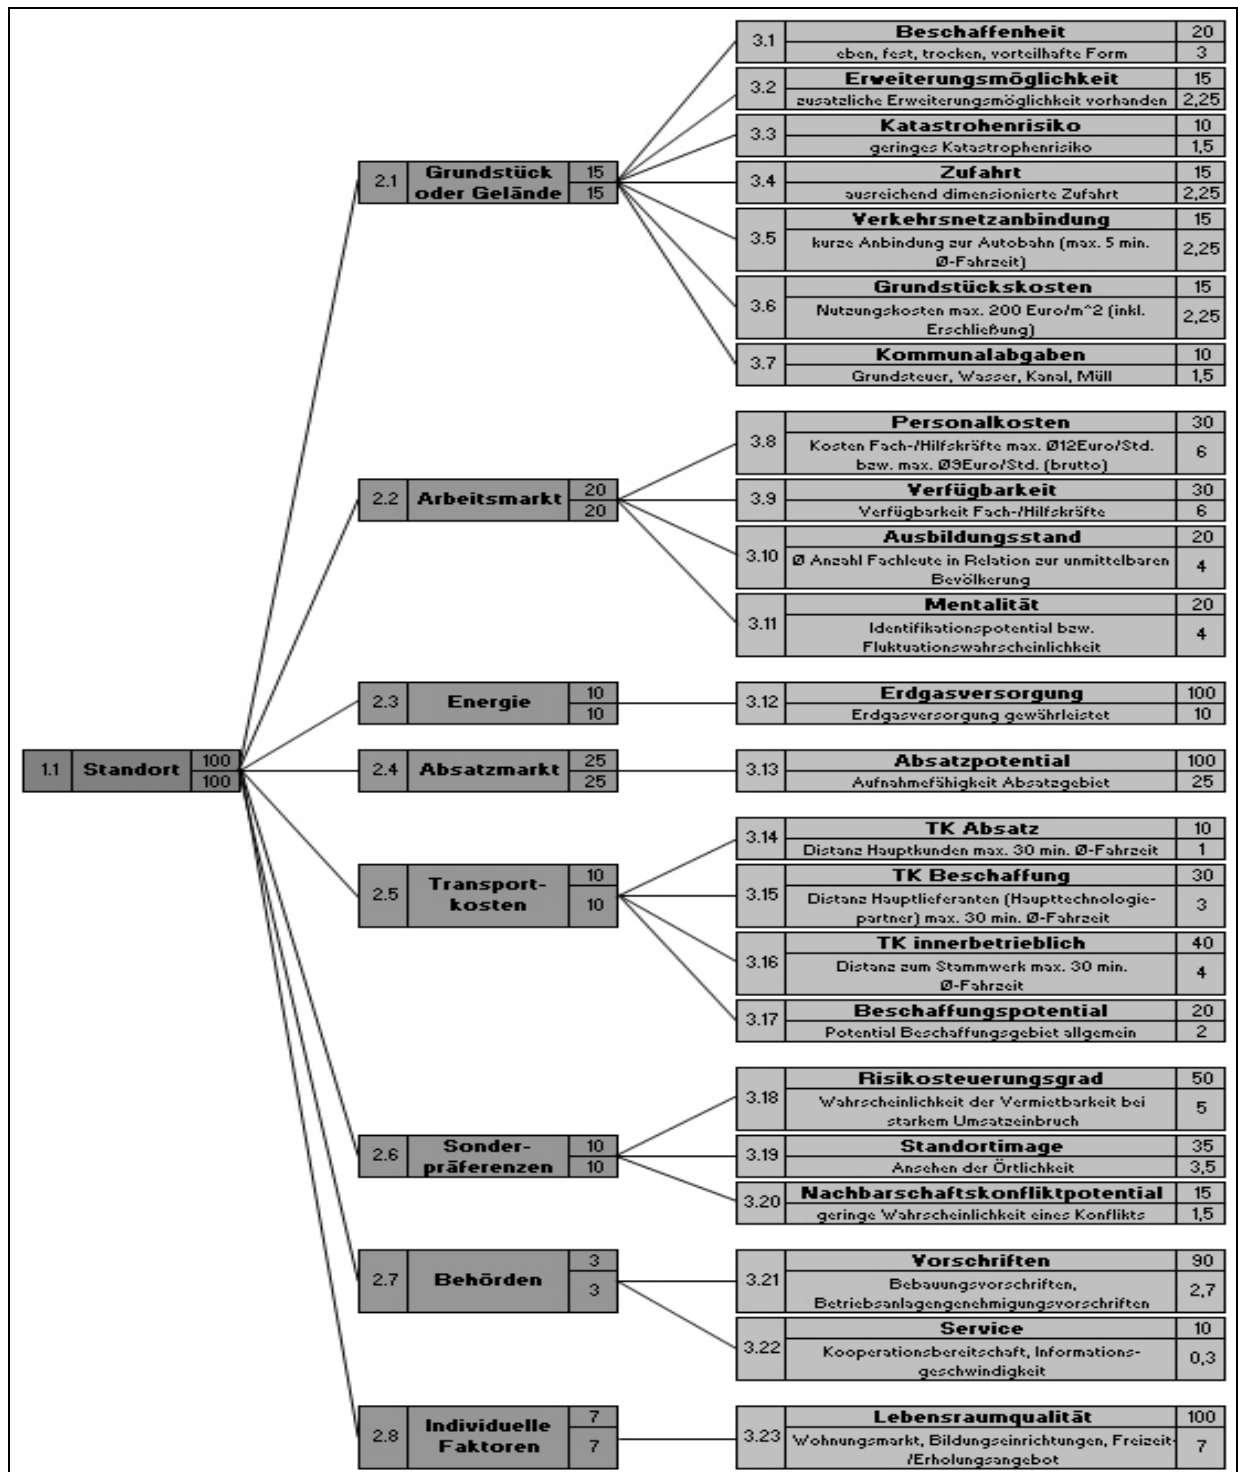 1.1 Standort 100
100
2.1 Grundstück oder Gelände 15
15
3.1 Beschaffenheit 20
eben, fest, trocken, vorteilhafte Form 3
3.2 Erweiterungsmöglichkeit 15
zusätzliche Erweiterungsmöglichkeit vorhanden 2,25
3.3 Katastrohenrisiko 10
geringes Katastrophenrisiko 1,5
3.4 Zufahrt 15
ausreichend dimensionierte Zufahrt 2,25
3.5 Verkehrsnetzanbindung 15
kurze Anbindung zur Autobahn (max. 5 min.
Ø-Fahrzeit) 2,25
3.6 Grundstückskosten 15
Nutzungskosten max. 200 Euro/m^2 (inkl.
Erschließung) 2,25
3.7 Kommunalabgaben 10
Grundsteuer, Wasser, Kanal, Müll 1,5
2.2 Arbeitsmarkt 20
20
3.8 Personalkosten 30
Kosten Fach-/Hilfskräfte max. Ø12Euro/Std.
bzw. max. Ø9Euro/Std. (brutto) 6
3.9 Verfügbarkeit 30
Verfügbarkeit Fach-/Hilfskräfte 6
3.10 Ausbildungsstand 20
Ø Anzahl Fachleute in Relation zur unmittelbaren
Bevölkerung 4
3.11 Mentalität 20
Identifikationspotential bzw.
Fluktuationswahrscheinlichkeit 4
2.3 Energie 10
10
3.12 Erdgasversorgung 100
Erdgasversorgung gewährleistet 10
2.4 Absatzmarkt 25
25
3.13 Absatzpotential 100
Aufnahmefähigkeit Absatzgebiet 25
2.5 Transport-
kosten 10
10
3.14 TK Absatz 10
Distanz Hauptkunden max. 30 min. Ø-Fahrzeit 1
3.15 TK Beschaffung 30
Distanz Hauptlieferanten (Haupttechnologie-
partner) max. 30 min. Ø-Fahrzeit 3
3.16 TK innerbetrieblich 40
Distanz zum Stammwerk max. 30 min.
Ø-Fahrzeit 4
3.17 Beschaffungspotential 20
Potential Beschaffungsgebiet allgemein 2
2.6 Sonder-
präferenzen 10
10
3.18 Risikosteuerungsgrad 50
Wahrscheinlichkeit der Vermietbarkeit bei
starkem Umsatzeinbruch 5
3.19 Standortimage 35
Ansehen der Örtlichkeit 3,5
3.20 Nachbarschaftskonfliktpotential 15
geringe Wahrscheinlichkeit eines Konflikts 1,5
2.7 Behörden 3
3
3.21 Vorschriften 90
Bebauungsvorschriften,
Betriebsanlagengenehmigungsvorschriften 2,7
3.22 Service 10
Kooperationsbereitschaft, Informations-
geschwindigkeit 0,3
2.8 Individuelle
Faktoren 7
7
3.23 Lebensraumqualität 100
Wohnungsmarkt, Bildungseinrichtungen, Freizeit-
/Erholungsangebot 7